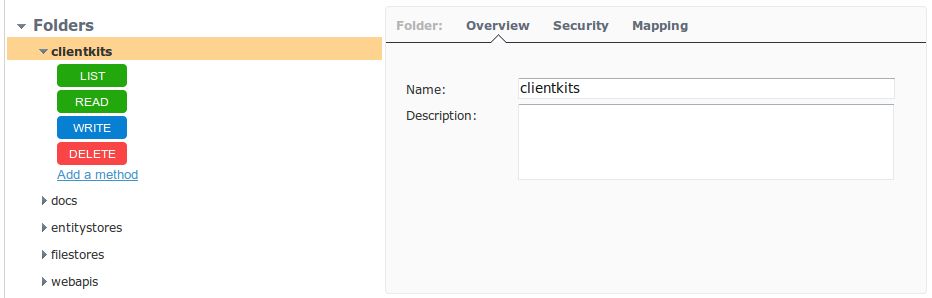 Folders
clientkits
LIST
READ
WRITE
DELETE
Add a method
docs
entitystores
filestores
webapis
Folder: Overview Security Mapping
Name: clientkits
Description: